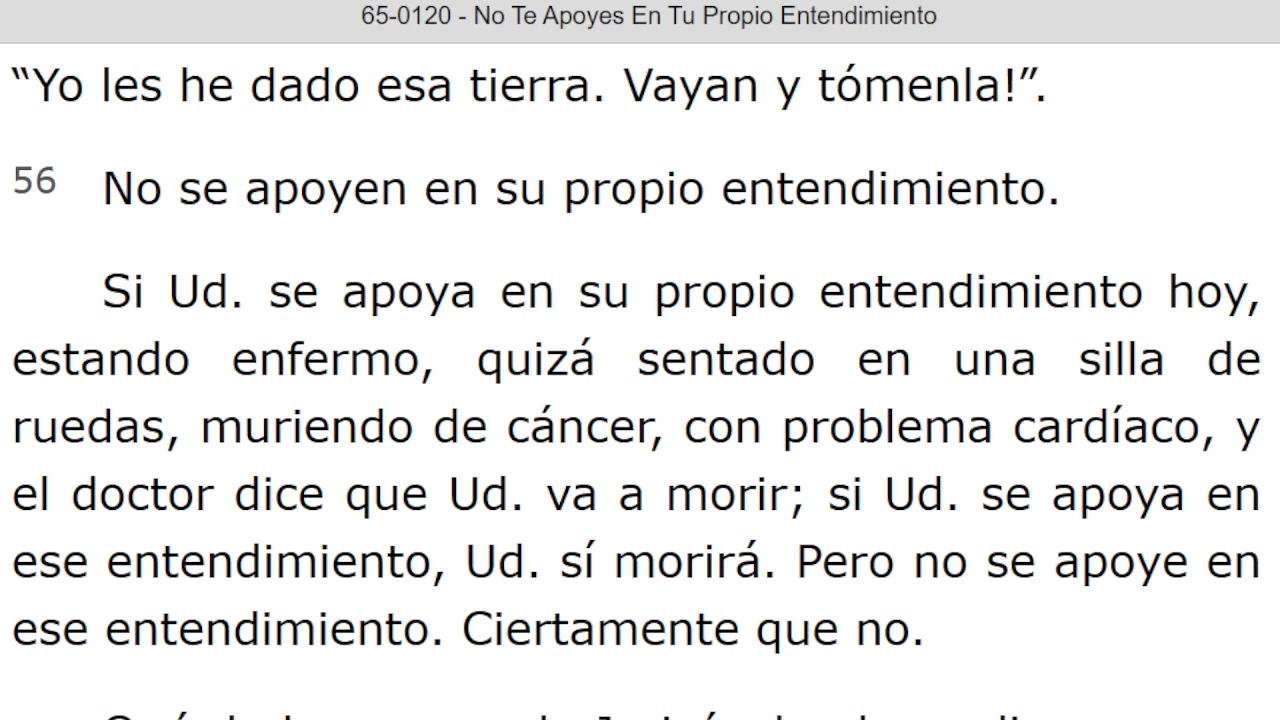 65-0120 - No Te Apoyes En Tu Propio Entendimiento
“Yo les he dado esa tierra. Vayan y tómenla!”.
56 No se apoyen en su propio entendimiento.
Si Ud. se apoya en su propio entendimiento hoy,
estando enfermo, quizá sentado en una silla de
ruedas, muriendo de cáncer, con problema cardíaco, y
el doctor dice que Ud. va a morir; si Ud. se apoya en
ese entendimiento, Ud. sí morirá. Pero no se apoye en
ese entendimiento. Ciertamente que no.